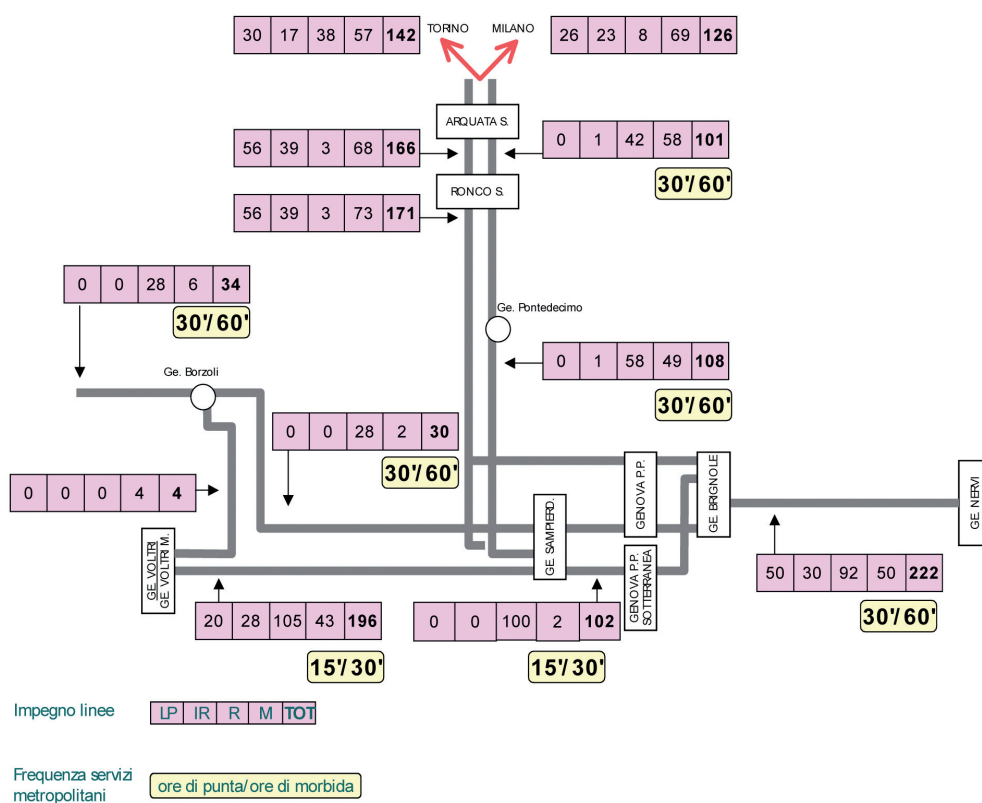 30 17 38 57 142
TORINO
MILANO
26 23 8 69 126
ARQUATA S.
56 39 3 68 166
0 1 42 58 101
30'/60'
RONCO S.
56 39 3 73 171
0 0 28 6 34
30'/60'
Ge. Pontedecimo
0 1 58 49 108
30'/60'
Ge. Borzoli
0 0 28 2 30
30'/60'
0 0 0 4 4
GE. VOLTRI
GE. VOLTRI M.
GE. SAMPIERD.
GENOVA P.P.
GENOVA P.P.
SOTTERRANEA
GE. BRIGNOLE
GE. NERVI
50 30 92 50 222
30'/60'
20 28 105 43 196
15'/30'
0 0 100 2 102
15'/30'
Impegno linee
LP IR R M TOT
Frequenza servizi
metropolitani
ore di punta/ore di morbida